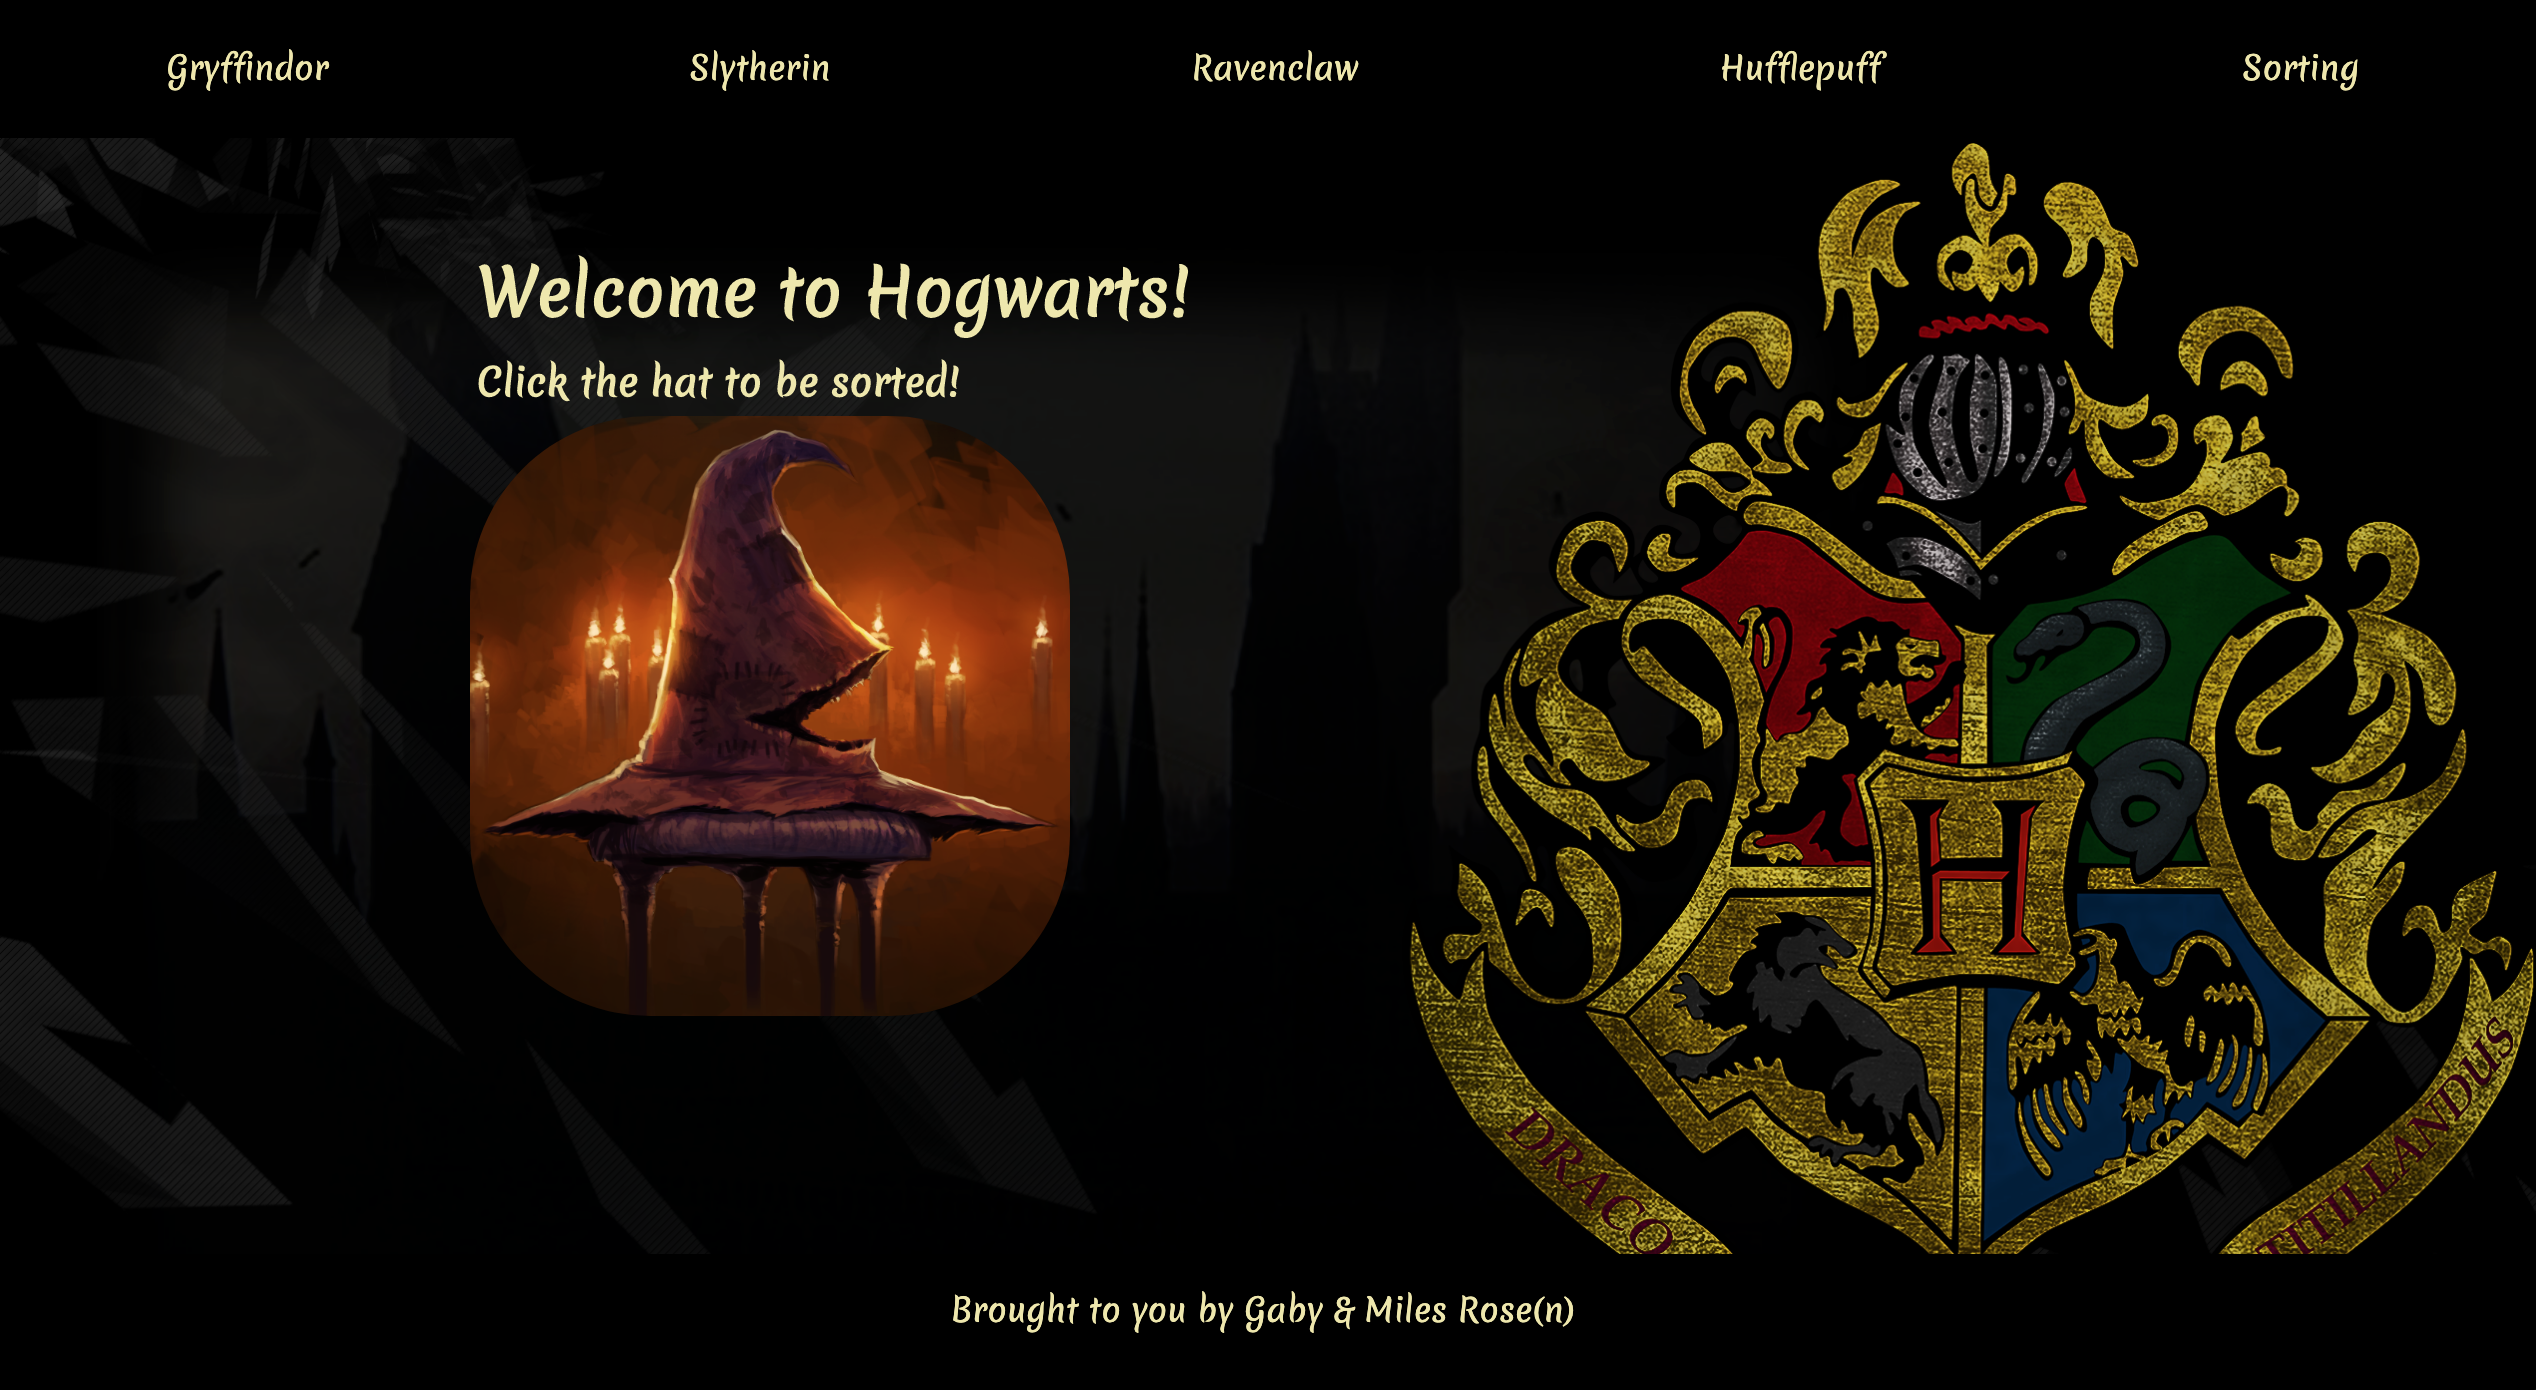 Gryffindor
Slytherin
Ravenclaw
Hufflepuff
Sorting
Welcome to Hogwarts!
Click the hat to be sorted!
H
DRACO
TITILLANDUS
Brought to you by Gaby & Miles Rose(n)